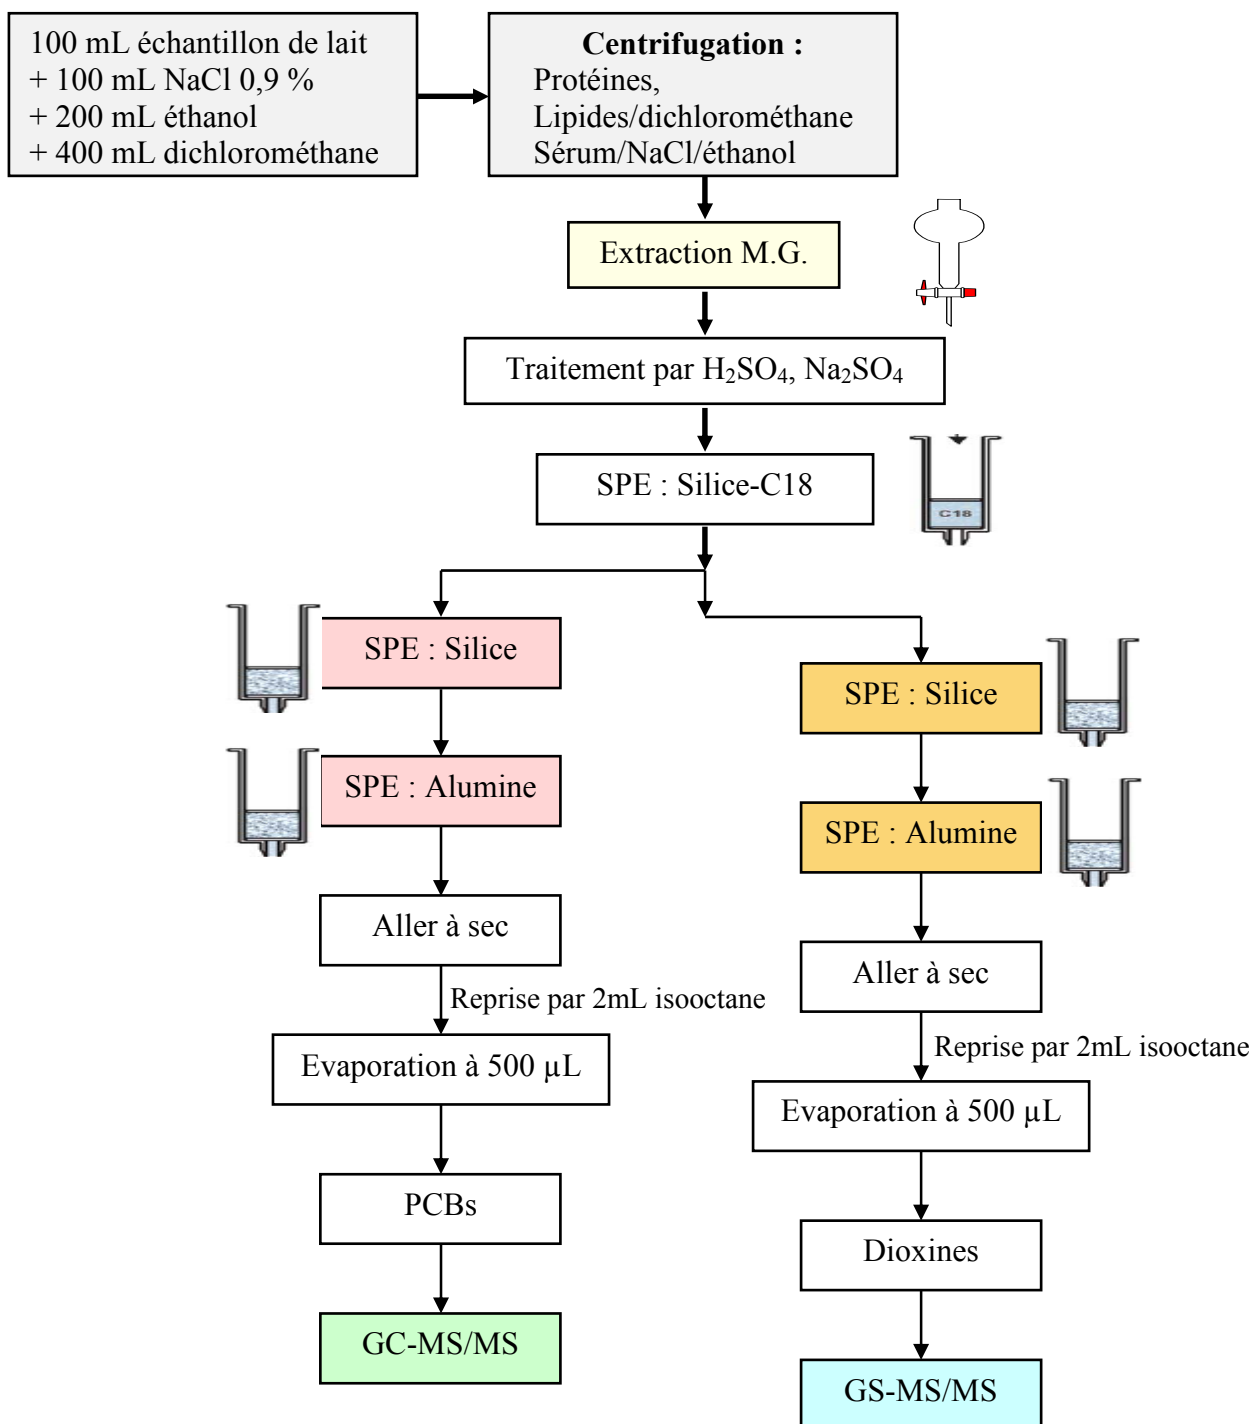 100 mL échantillon de lait
+ 100 mL NaCl 0,9 %
+ 200 mL éthanol
+ 400 mL dichlorométhane
Centrifugation :
Protéines,
Lipides/dichlorométhane
Sérum/NaCl/éthanol
Extraction M.G.
Traitement par H₂SO₄, Na₂SO₄
SPE : Silice-C18
C18
SPE : Silice
SPE : Alumine
Aller à sec
Reprise par 2mL isooctane
Evaporation à 500 µL
PCBs
GC-MS/MS
SPE : Silice
SPE : Alumine
Aller à sec
Reprise par 2mL isooctane
Evaporation à 500 µL
Dioxines
GS-MS/MS